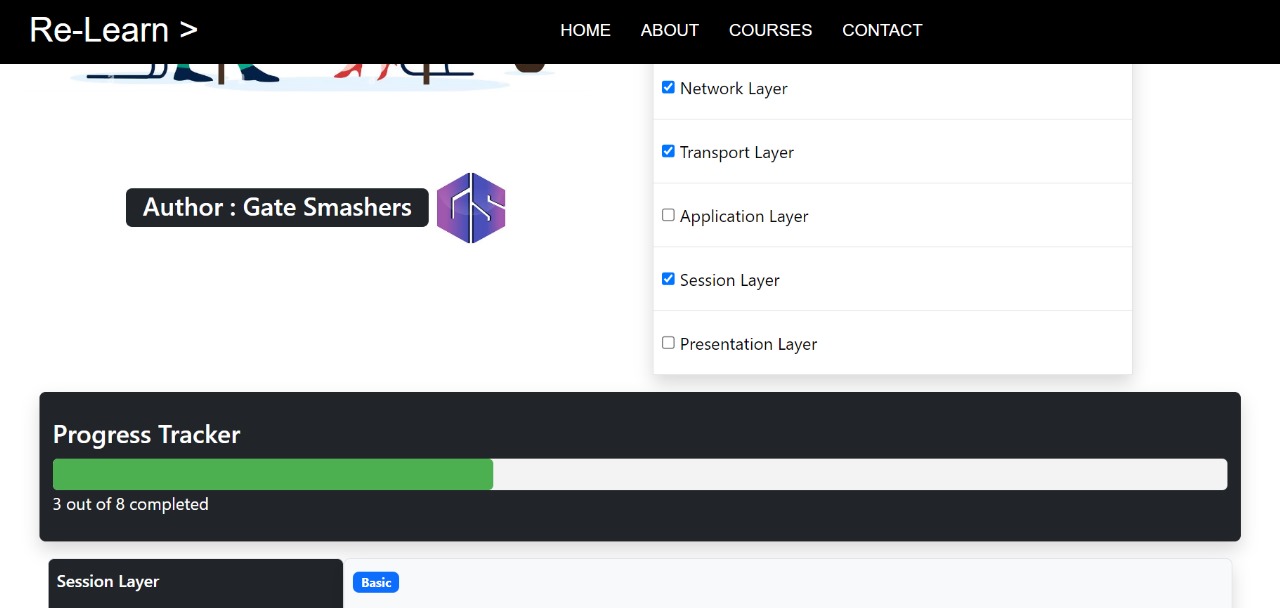 Re-Learn >
HOME ABOUT COURSES CONTACT
Network Layer
Transport Layer
Application Layer
Session Layer
Presentation Layer
Author : Gate Smashers
Progress Tracker
3 out of 8 completed
Session Layer
Basic